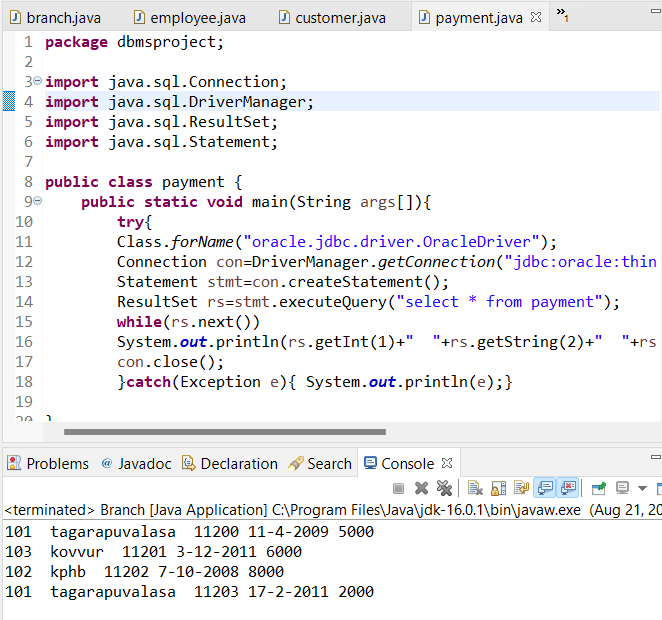 branch.java employee.java customer.java payment.java »1
1 package dbmsproject;
2
3 import java.sql.Connection;
4 import java.sql.DriverManager;
5 import java.sql.ResultSet;
6 import java.sql.Statement;
7
8 public class payment {
9 public static void main(String args[]){
10 try{
11 Class.forName("oracle.jdbc.driver.OracleDriver");
12 Connection con=DriverManager.getConnection("jdbc:oracle:thin
13 Statement stmt=con.createStatement();
14 ResultSet rs=stmt.executeQuery("select * from payment");
15 while(rs.next())
16 System.out.println(rs.getInt(1)+"  "+rs.getString(2)+"  "+rs
17 con.close();
18 }catch(Exception e){ System.out.println(e);}
19
20 }
Problems @ Javadoc Declaration Search Console
<terminated> Branch [Java Application] C:\Program Files\Java\jdk-16.0.1\bin\javaw.exe (Aug 21, 20
101  tagarapuvalasa  11200 11-4-2009 5000
103  kovvur  11201 3-12-2011 6000
102  kphb  11202 7-10-2008 8000
101  tagarapuvalasa  11203 17-2-2011 2000